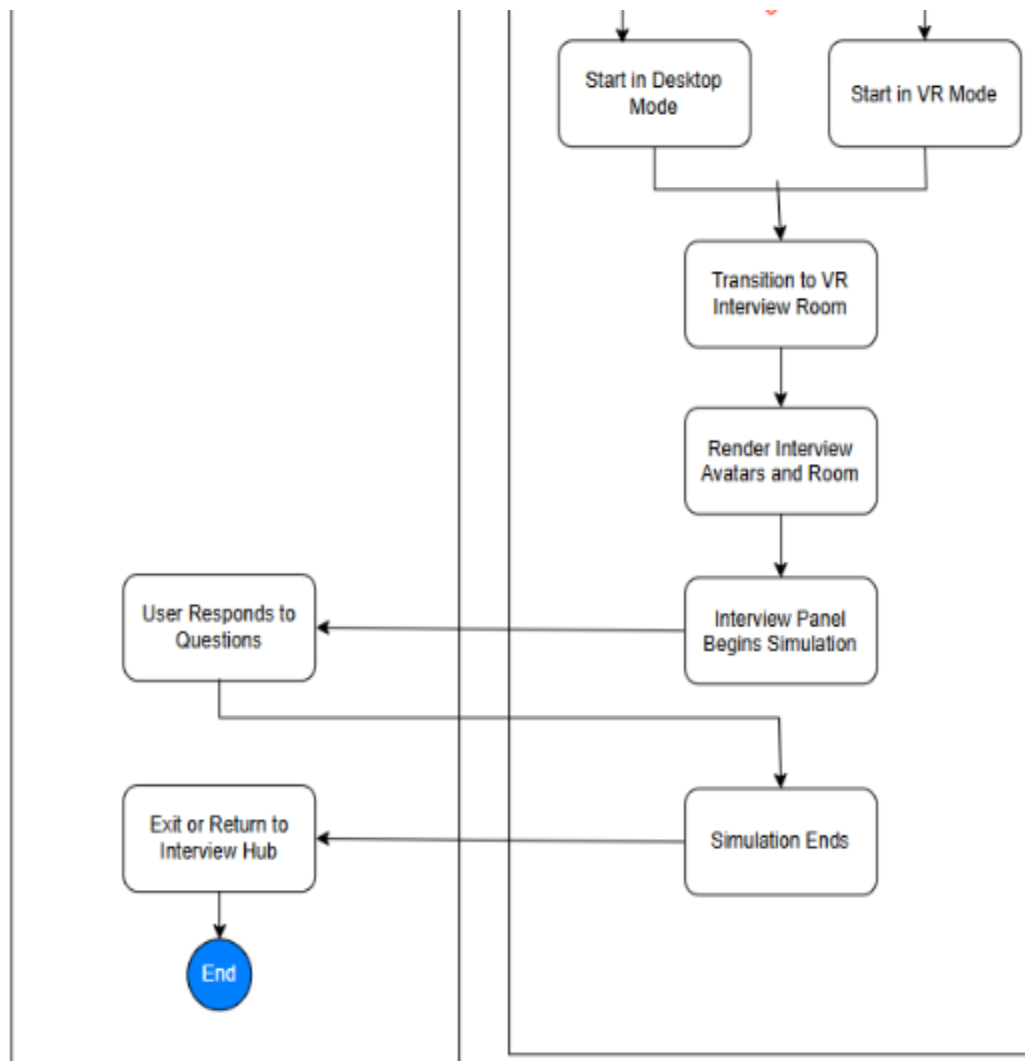 Start in Desktop
Mode
Start in VR Mode
Transition to VR
Interview Room
Render Interview
Avatars and Room
User Responds to
Questions
Interview Panel
Begins Simulation
Exit or Return to
Interview Hub
Simulation Ends
End